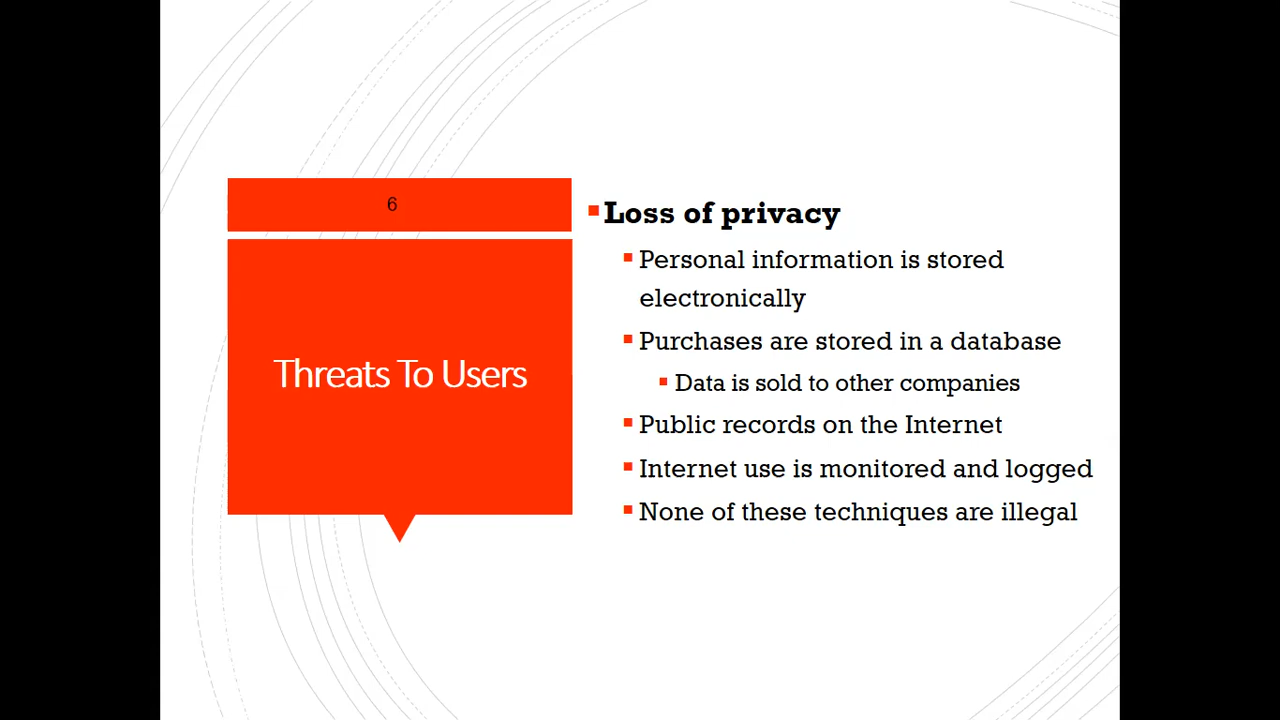 6
Threats To Users
Loss of privacy
Personal information is stored
electronically
Purchases are stored in a database
Data is sold to other companies
Public records on the Internet
Internet use is monitored and logged
None of these techniques are illegal